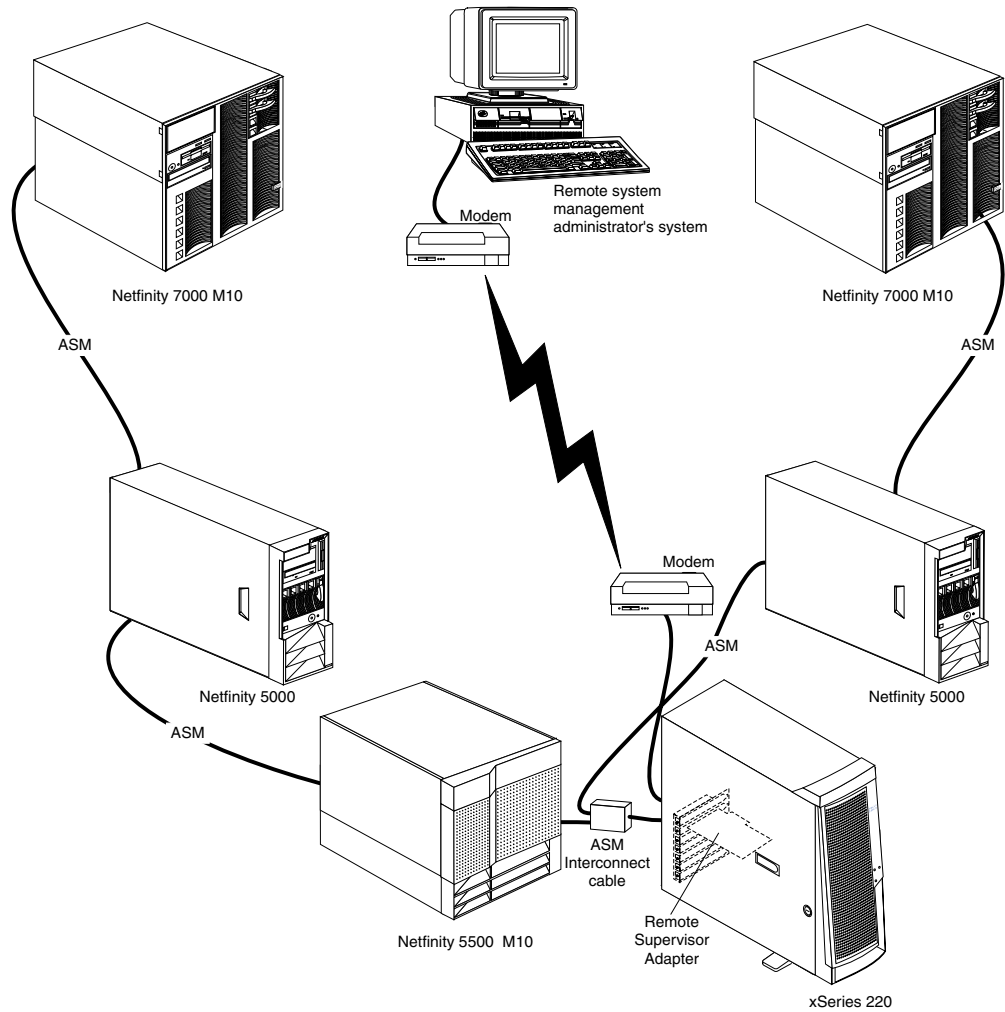 Remote system
management
administrator's system
Modem
Netfinity 7000 M10
Netfinity 7000 M10
ASM
ASM
Modem
ASM
Netfinity 5000
Netfinity 5000
ASM
ASM
Interconnect
cable
Remote
Supervisor
Adapter
Netfinity 5500 M10
xSeries 220